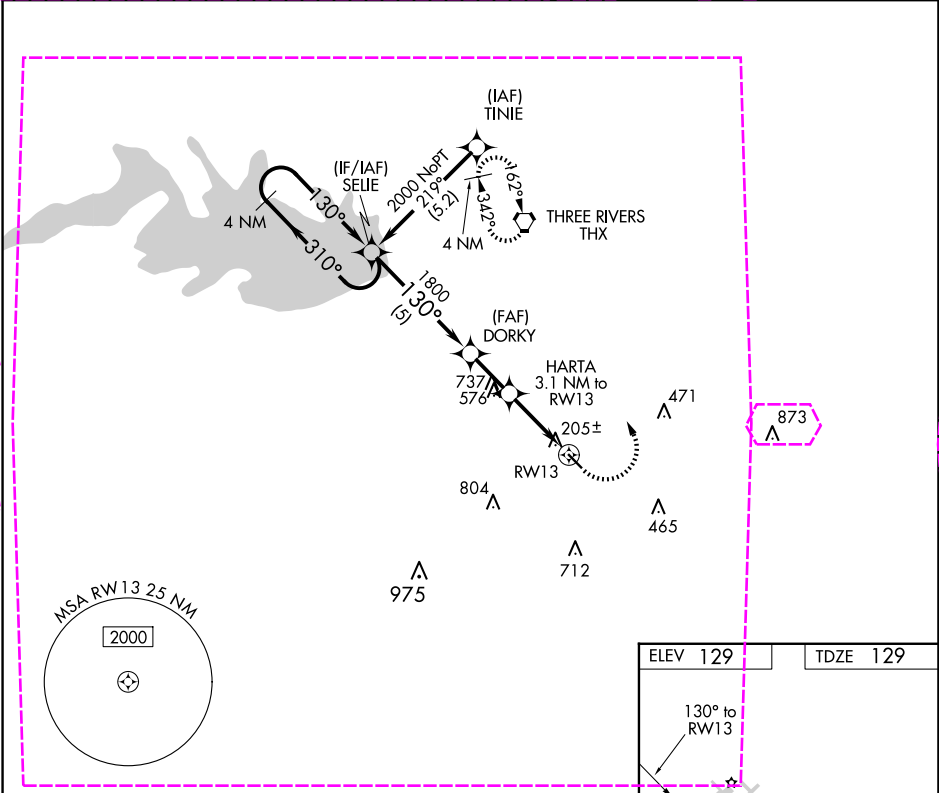 (IAF)
TINIE
(IF/IAF)
SELIE
2000 NoPT
219°
(5.2)
162°
342°
4 NM
THREE RIVERS
THX
130°
4 NM
310°
1800
130°
(5)
(FAF)
DORKY
HARTA
3.1 NM to
RW13
737
576
471
873
205±
RW13
804
465
712
975
MSA RW13 25 NM
2000
ELEV 129
TDZE 129
130° to
RW13